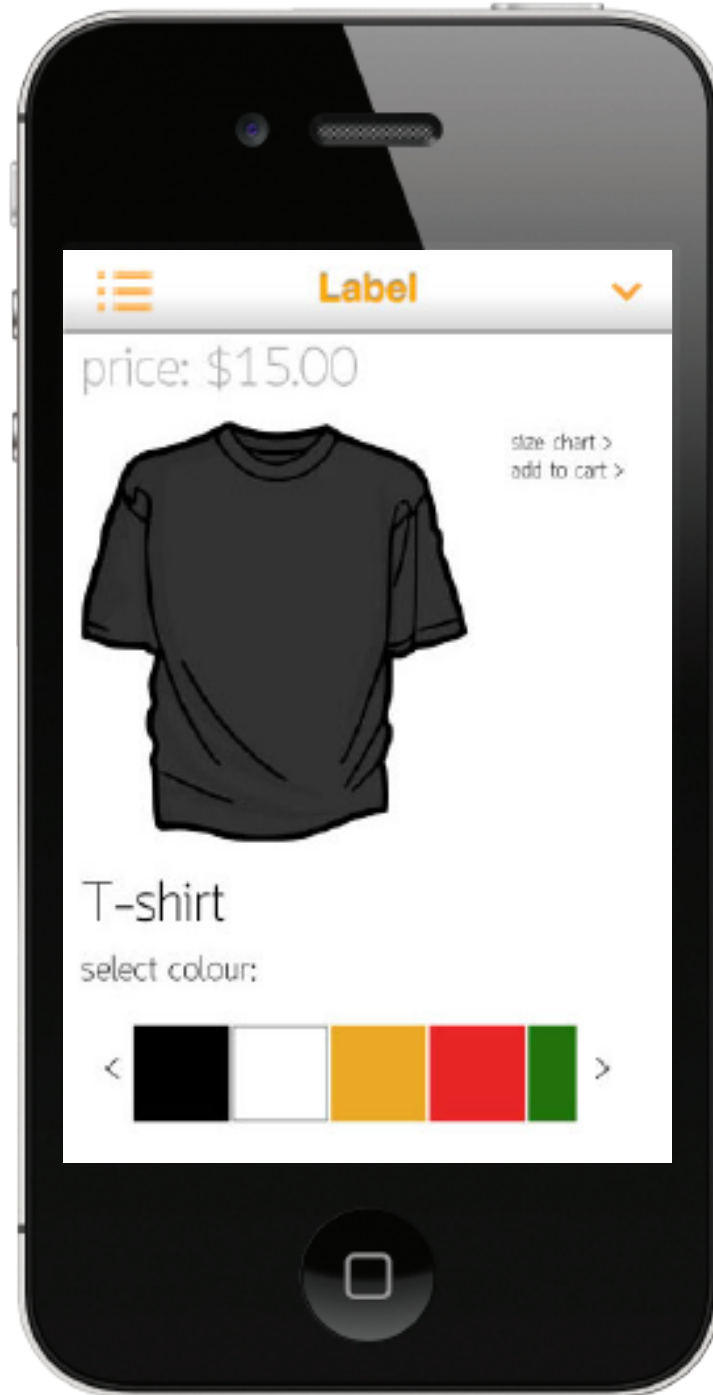 Label
price: $15.00
size chart >
add to cart >
T-shirt
select colour:
< >